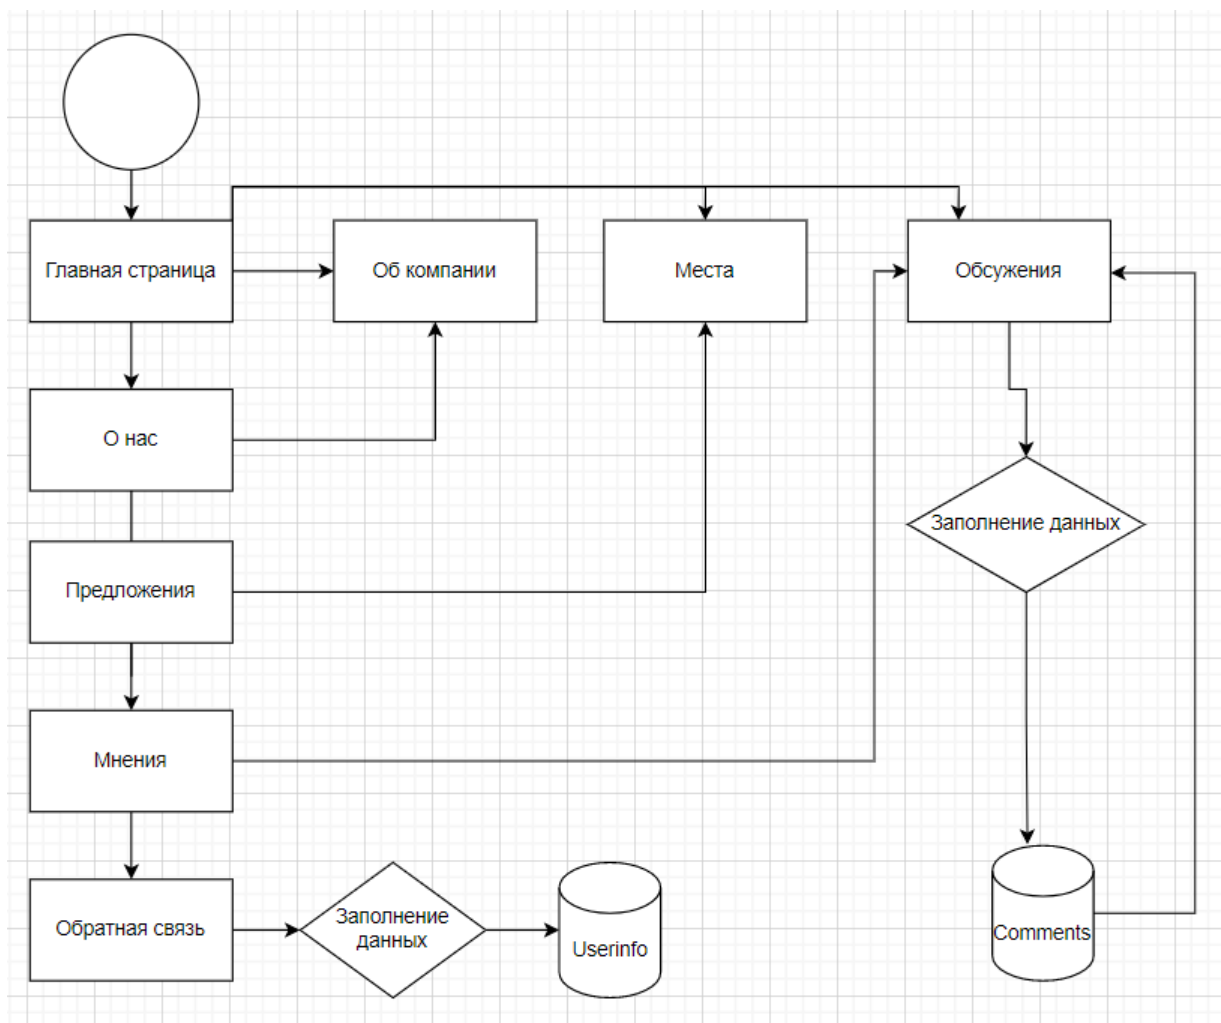 Главная страница
Об компании
Места
Обсужения
О нас
Заполнение данных
Предложения
Мнения
Обратная связь
Заполнение
данных
Userinfo
Comments